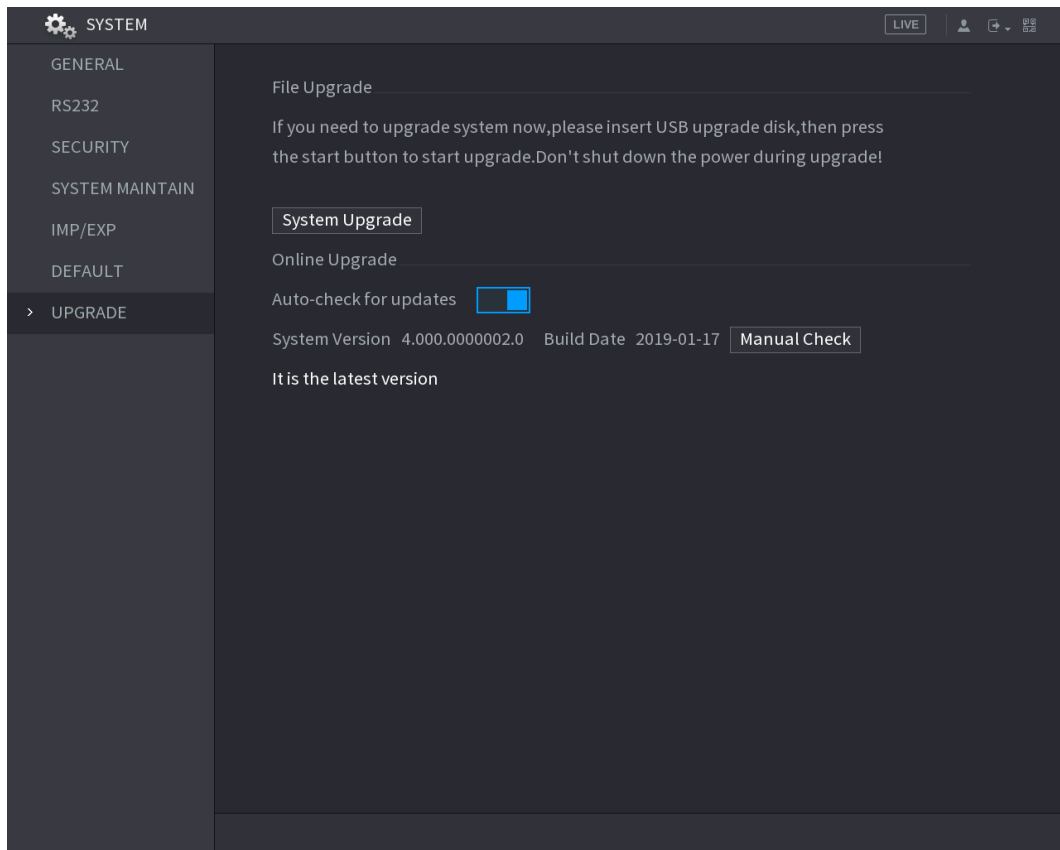 SYSTEM
LIVE
GENERAL
RS232
SECURITY
SYSTEM MAINTAIN
IMP/EXP
DEFAULT
UPGRADE
File Upgrade
If you need to upgrade system now,please insert USB upgrade disk,then press
the start button to start upgrade.Don't shut down the power during upgrade!
System Upgrade
Online Upgrade
Auto-check for updates
System Version 4.000.0000002.0 Build Date 2019-01-17 Manual Check
It is the latest version